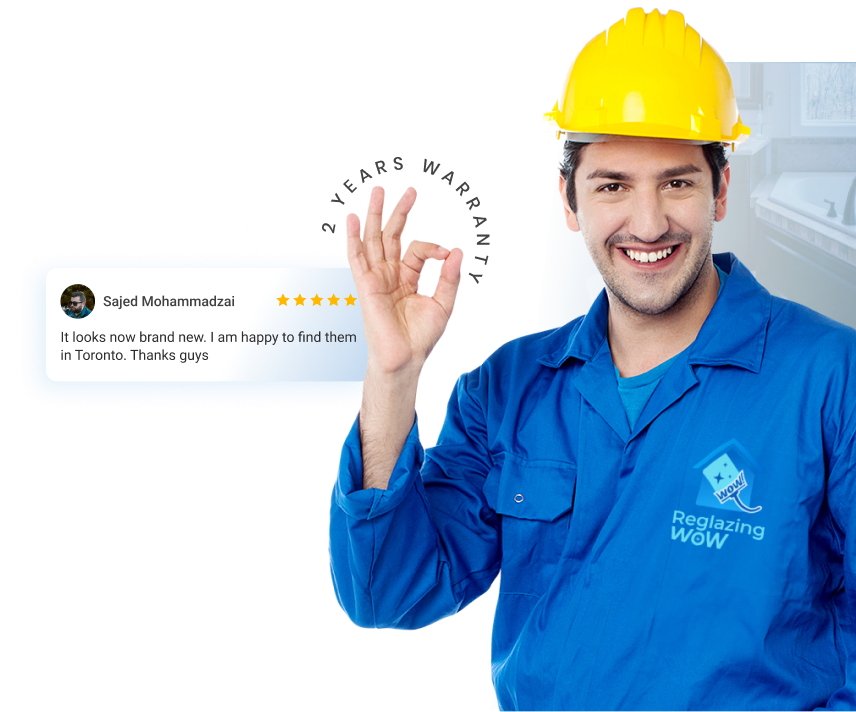 2 YEARS WARRANTY
Sajed Mohammadzai
It looks now brand new. I am happy to find them
in Toronto. Thanks guys
WOW!
Reglazing
WOW